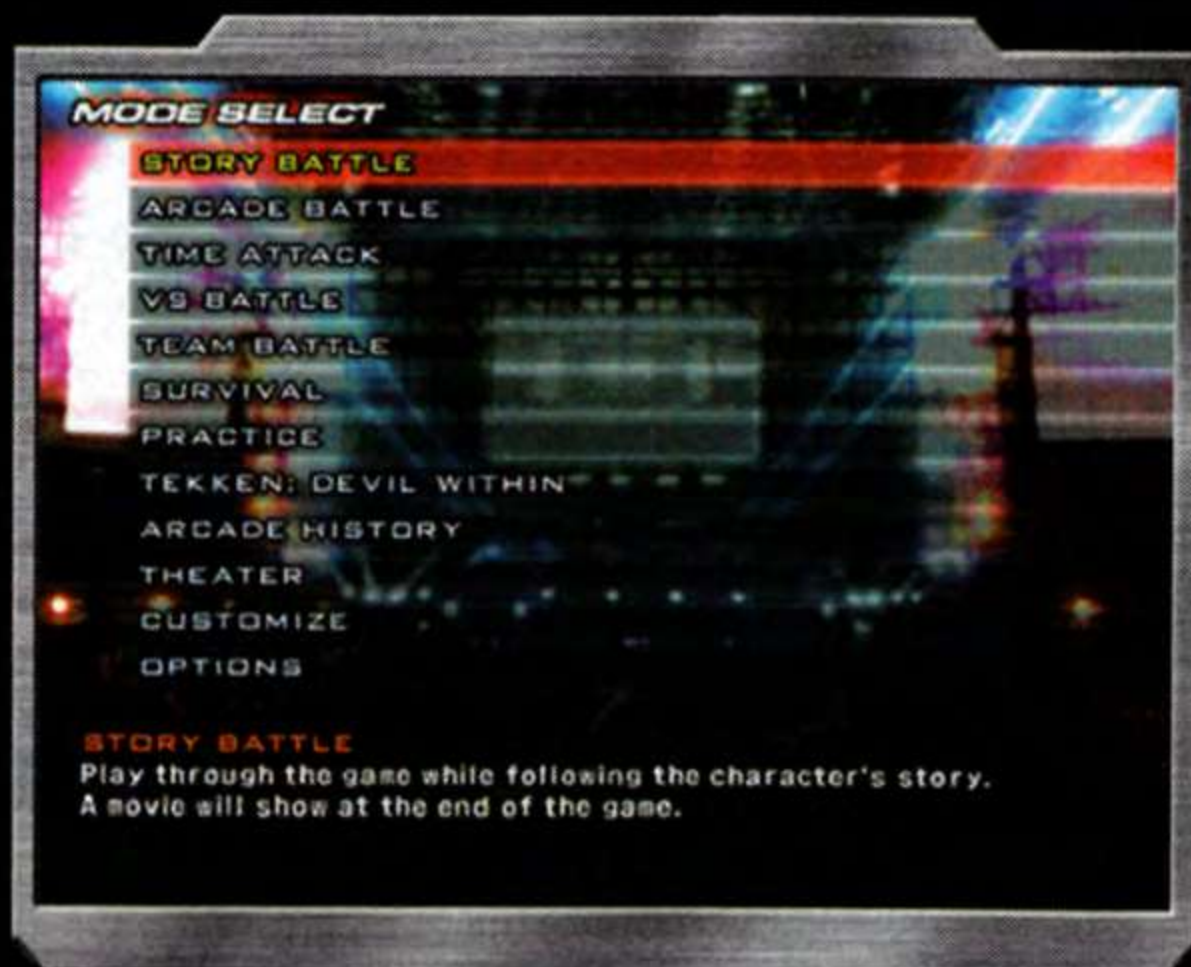 MODE SELECT
STORY BATTLE
ARCADE BATTLE
TIME ATTACK
VS BATTLE
TEAM BATTLE
SURVIVAL
PRACTICE
TEKKEN: DEVIL WITHIN
ARCADE HISTORY
THEATER
CUSTOMIZE
OPTIONS
STORY BATTLE
Play through the game while following the character's story.
A movie will show at the end of the game.